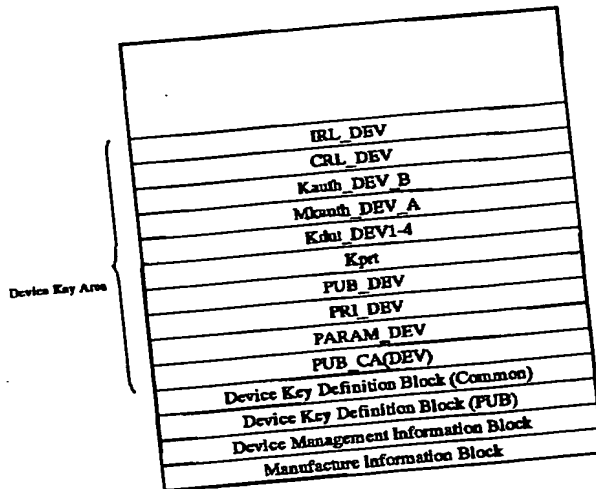 IRL_DEV
CRL_DEV
Kauth_DEV_B
Mkauth_DEV_A
Kdut_DEV1-4
Kprt
PUB_DEV
PRI_DEV
PARAM_DEV
PUB_CA(DEV)
Device Key Definition Block (Common)
Device Key Definition Block (PUB)
Device Management Information Block
Manufacture Information Block
Device Key Area